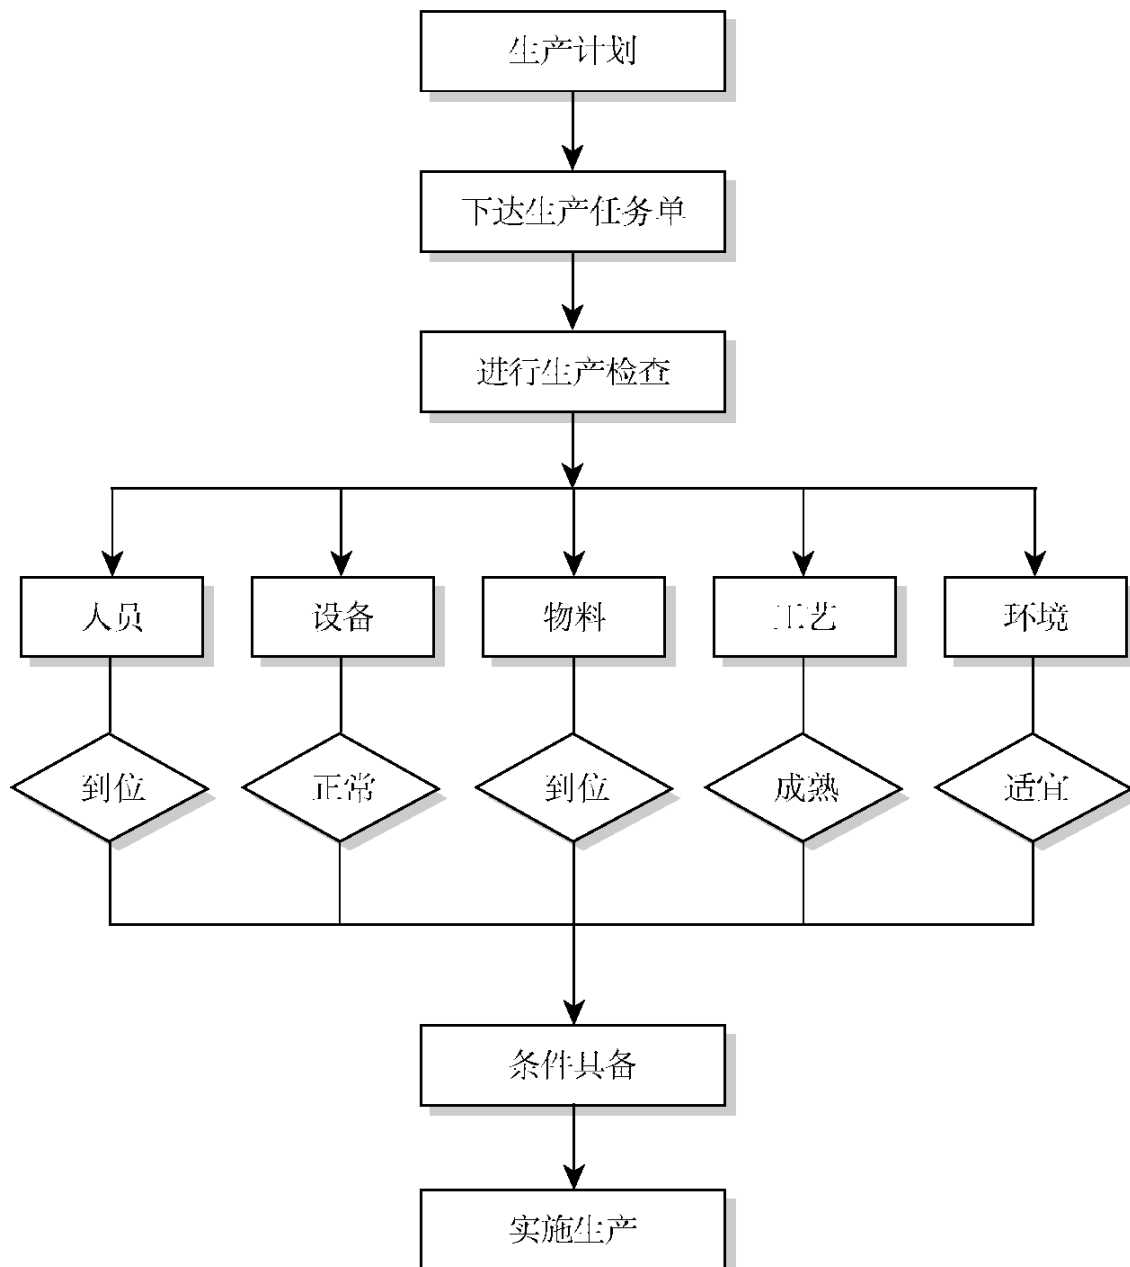 生产计划
下达生产任务单
进行生产检查
人员
设备
物料
工艺
环境
到位
正常
到位
成熟
适宜
条件具备
实施生产